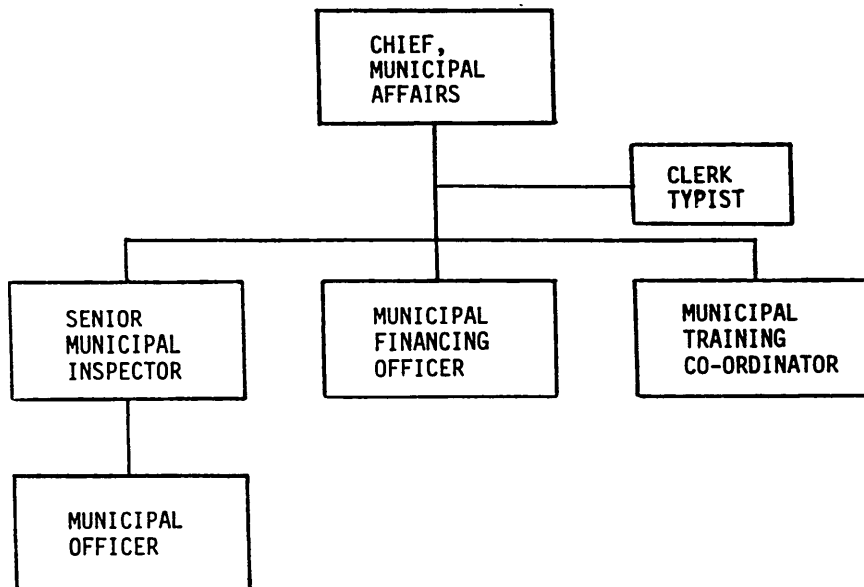 CHIEF,
MUNICIPAL
AFFAIRS
CLERK
TYPIST
SENIOR
MUNICIPAL
INSPECTOR
MUNICIPAL
FINANCING
OFFICER
MUNICIPAL
TRAINING
CO-ORDINATOR
MUNICIPAL
OFFICER